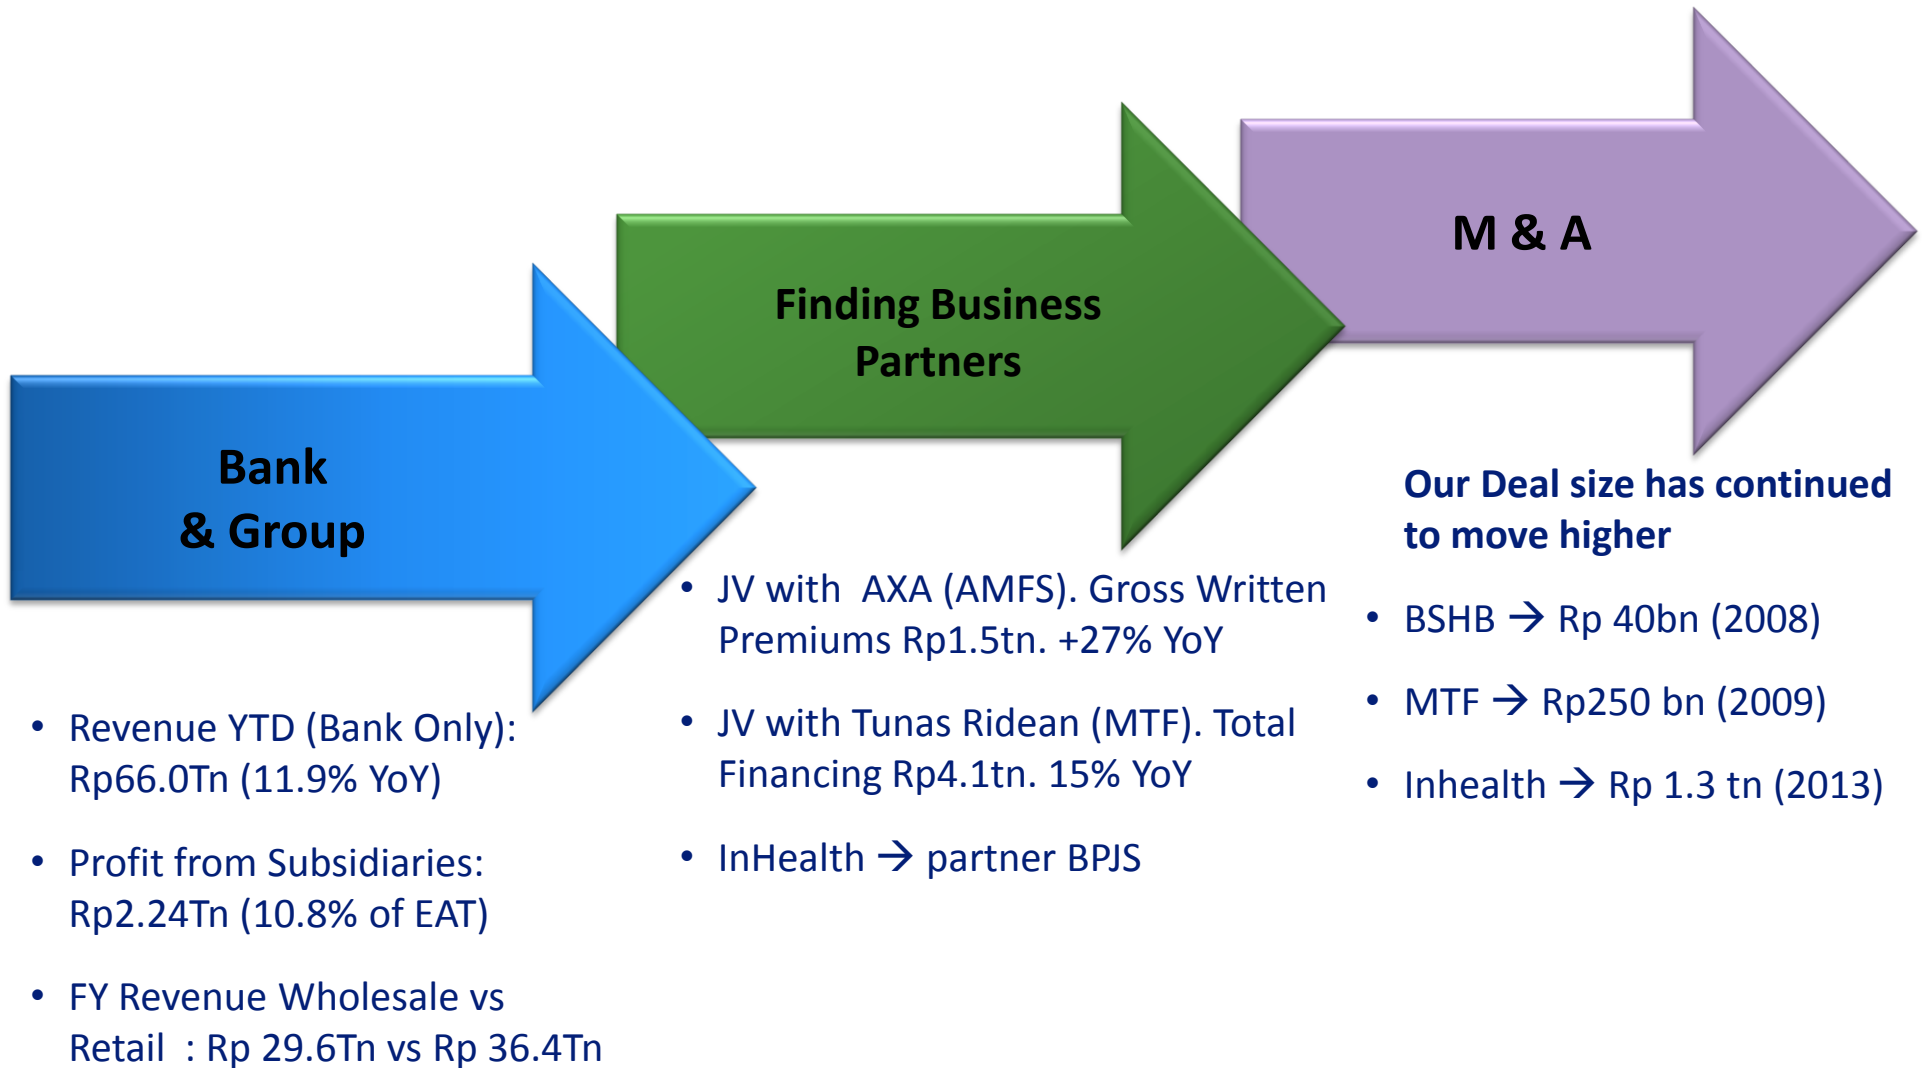 Bank
& Group
• Revenue YTD (Bank Only):
Rp66.0Tn (11.9% YoY)
• Profit from Subsidiaries:
Rp2.24Tn (10.8% of EAT)
• FY Revenue Wholesale vs
Retail : Rp 29.6Tn vs Rp 36.4Tn
Finding Business
Partners
• JV with AXA (AMFS). Gross Written
Premiums Rp1.5tn. +27% YoY
• JV with Tunas Ridean (MTF). Total
Financing Rp4.1tn. 15% YoY
• InHealth → partner BPJS
M & A
Our Deal size has continued
to move higher
• BSHB → Rp 40bn (2008)
• MTF → Rp250 bn (2009)
• Inhealth → Rp 1.3 tn (2013)